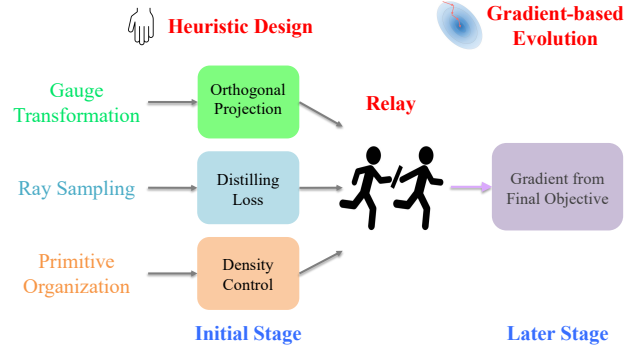 Heuristic Design
Gradient-based
Evolution
Gauge
Transformation
Orthogonal
Projection
Relay
Ray Sampling
Distilling
Loss
Gradient from
Final Objective
Primitive
Organization
Density
Control
Initial Stage
Later Stage